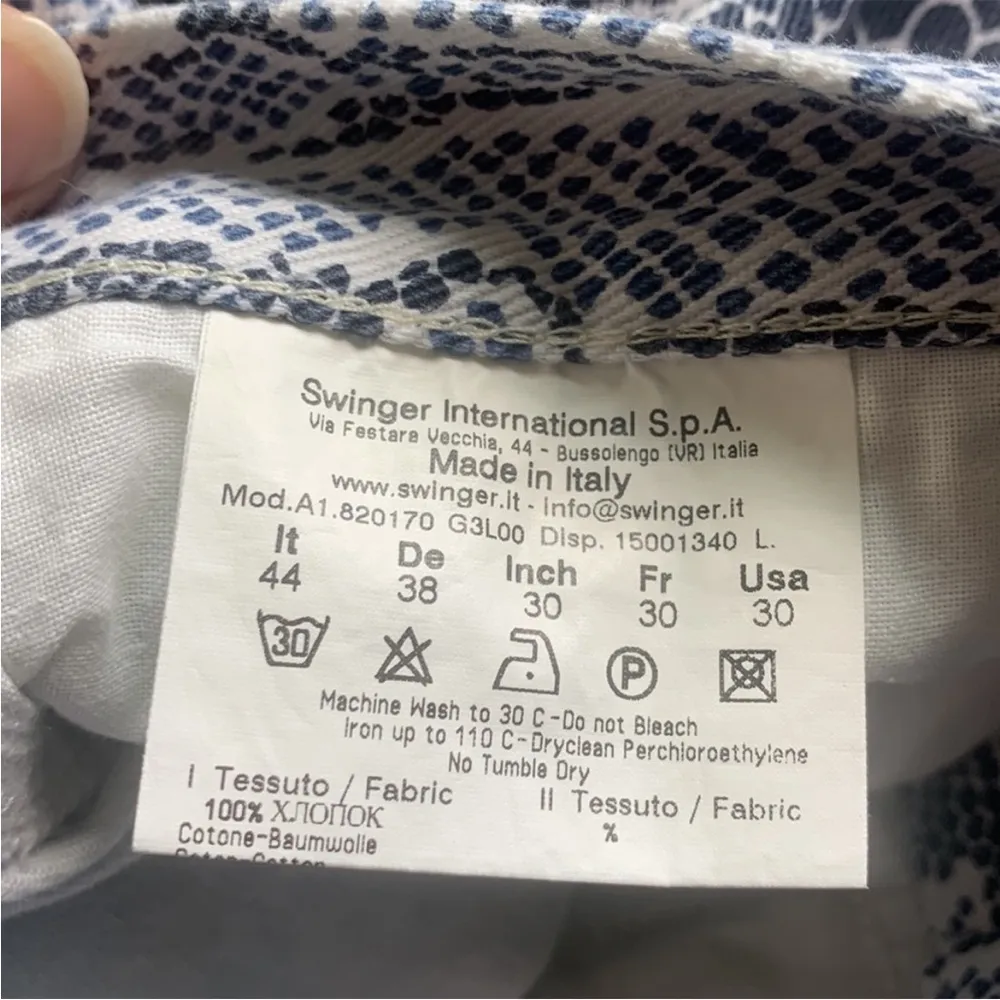 Swinger International S.p.A.
Via Festara Vecchia, 44 - Bussolengo (VR) Italia
Made in Italy
www.swinger.it - info@swinger.it
Mod.A1.820170 G3L00 Disp. 15001340 L.
It De Inch Fr Usa
44 38 30 30 30
30 P
Machine Wash to 30 C-Do not Bleach
Iron up to 110 C-Dryclean Perchloroethylene
No Tumble Dry
I Tessuto / Fabric II Tessuto / Fabric
100% ХЛОПОК %
Cotone-Baumwolle
Coton-Cotton